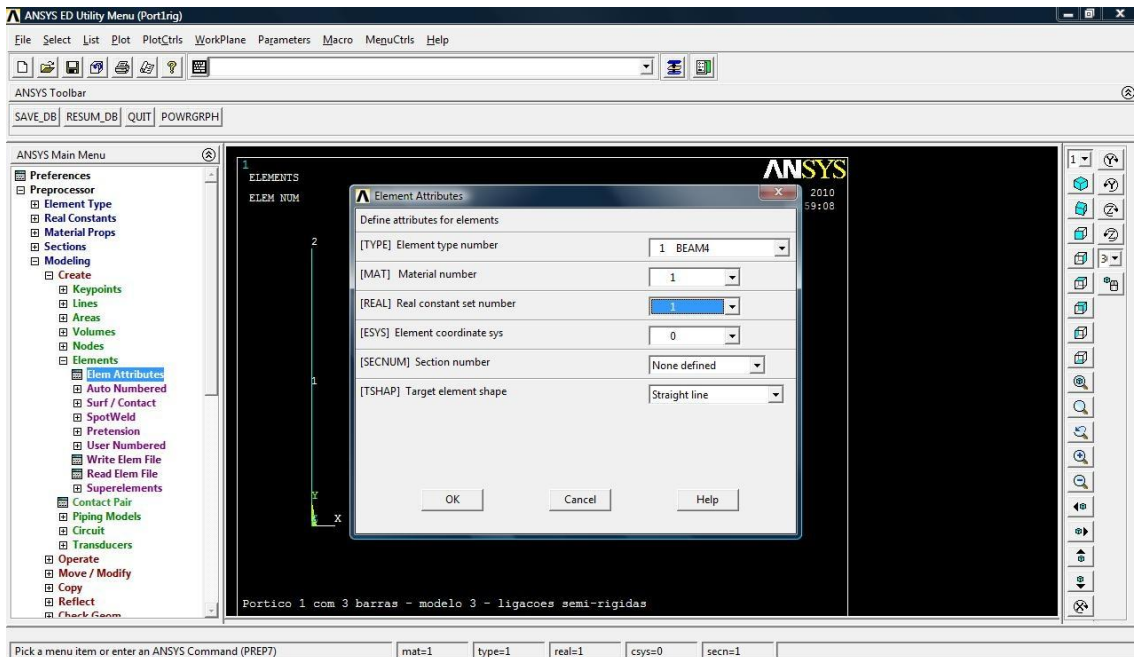 ANSYS ED Utility Menu (Port1rig)
File Select List Plot PlotCtrls WorkPlane Parameters Macro MenuCtrls Help
ANSYS Toolbar
SAVE_DB RESUM_DB QUIT POWRGRPH
ANSYS Main Menu
Preferences
Preprocessor
Element Type
Real Constants
Material Props
Sections
Modeling
Create
Keypoints
Lines
Areas
Volumes
Nodes
Elements
Elem Attributes
Auto Numbered
Surf / Contact
SpotWeld
Pretension
User Numbered
Write Elem File
Read Elem File
Superelements
Contact Pair
Piping Models
Circuit
Transducers
Operate
Move / Modify
Copy
Reflect
Check Geom
1
ELEMENTS
ELEM NUM
ANSYS
2010
59:08
2
1
Y
X
Element Attributes
Define attributes for elements
[TYPE] Element type number 1 BEAM4
[MAT] Material number 1
[REAL] Real constant set number 1
[ESYS] Element coordinate sys 0
[SECNUM] Section number None defined
[TSHAP] Target element shape Straight line
OK Cancel Help
Portico 1 com 3 barras - modelo 3 - ligacoes semi-rigidas
1
Pick a menu item or enter an ANSYS Command (PREP7) mat=1 type=1 real=1 csys=0 secn=1